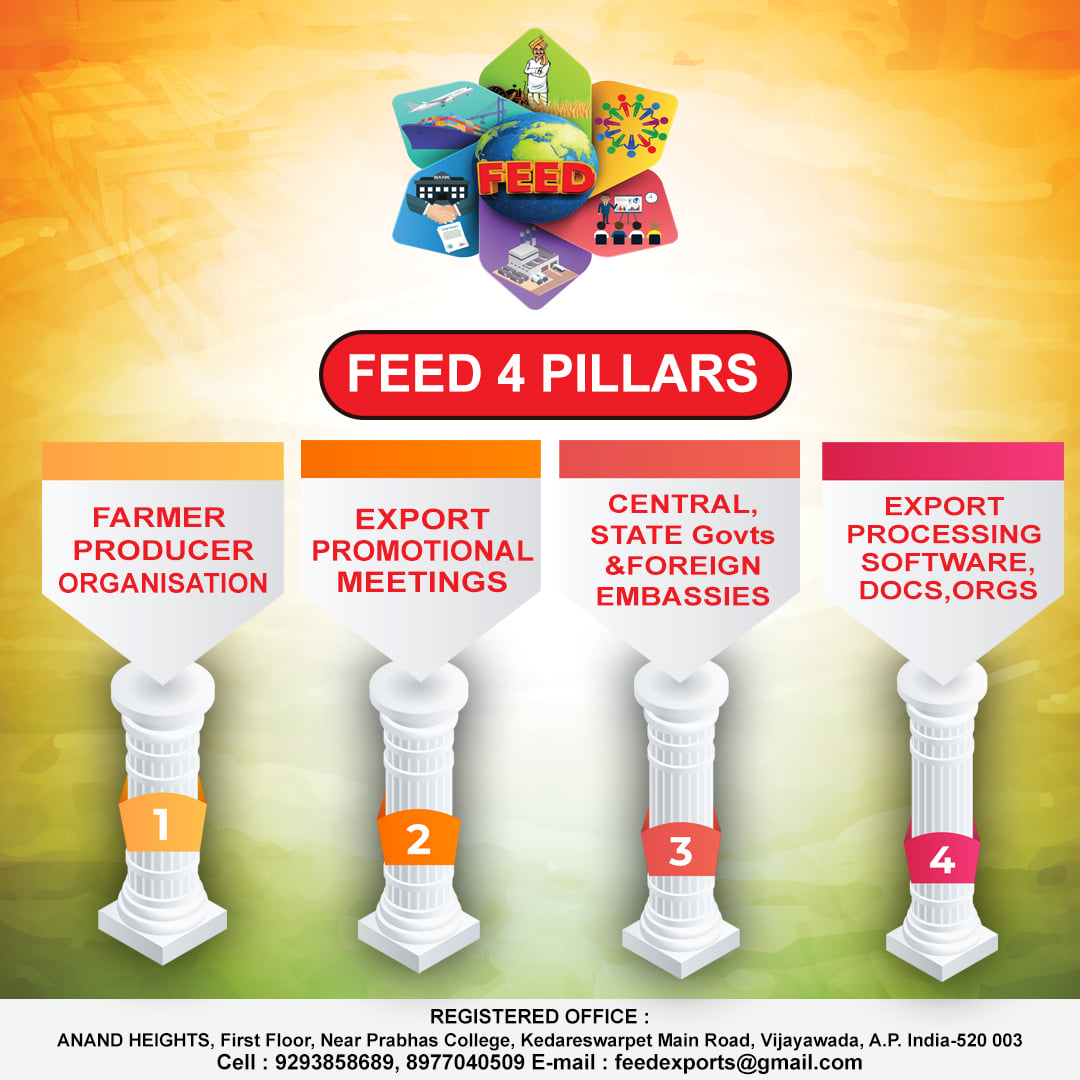 BANK
CONTRACT
FEED
FEED 4 PILLARS
FARMER
PRODUCER
ORGANISATION
EXPORT
PROMOTIONAL
MEETINGS
CENTRAL,
STATE Govts
&FOREIGN
EMBASSIES
EXPORT
PROCESSING
SOFTWARE,
DOCS,ORGS
1
2
3
4
REGISTERED OFFICE :
ANAND HEIGHTS, First Floor, Near Prabhas College, Kedareswarpet Main Road, Vijayawada, A.P. India-520 003
Cell : 9293858689, 8977040509 E-mail : feedexports@gmail.com